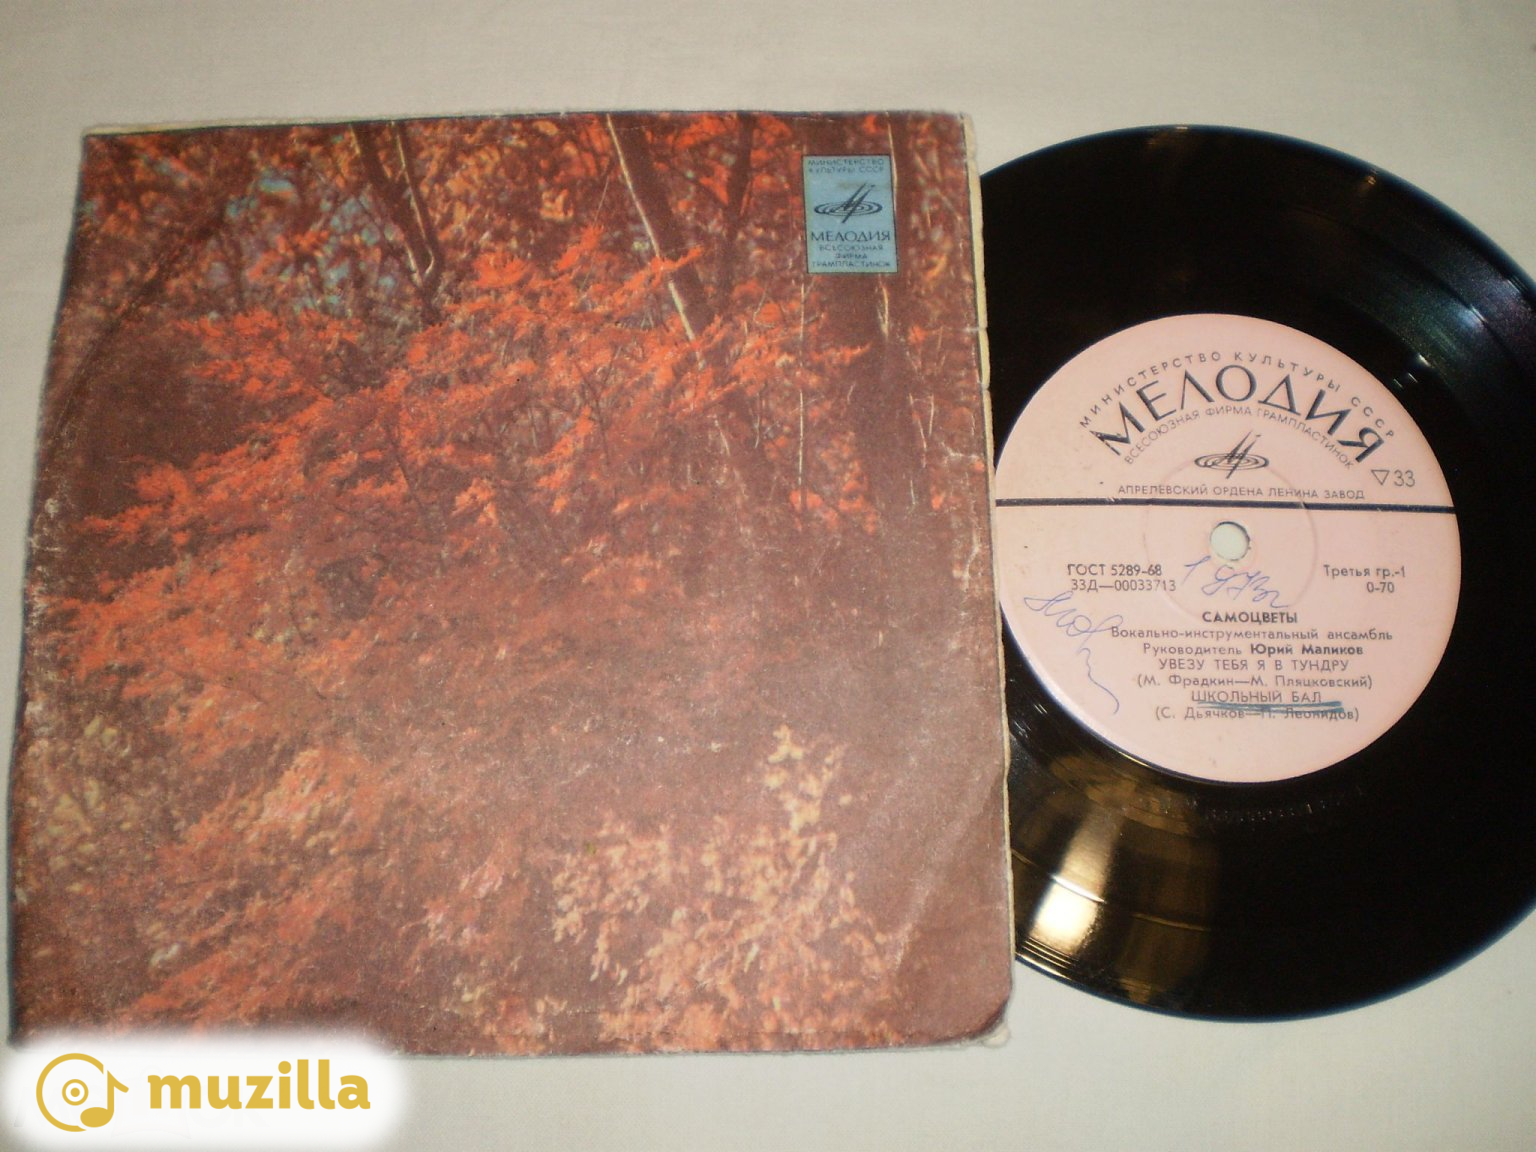 МИНИСТЕРСТВО
КУЛЬТУРЫ СССР
МЕЛОДИЯ
ВСЕСОЮЗНАЯ
ФИРМА
ГРАМПЛАСТИНОК
МИНИСТЕРСТВО КУЛЬТУРЫ СССР
МЕЛОДИЯ
ВСЕСОЮЗНАЯ ФИРМА ГРАМПЛАСТИНОК
33
АПРЕЛЕВСКИЙ ОРДЕНА ЛЕНИНА ЗАВОД
ГОСТ 5289-68
33Д—00033713
Третья гр.-1
0-70
САМОЦВЕТЫ
Вокально-инструментальный ансамбль
Руководитель Юрий Маликов
УВЕЗУ ТЕБЯ Я В ТУНДРУ
(М. Фрадкин—М. Пляцковский)
ШКОЛЬНЫЙ БАЛ
(С. Дьячков—П. Леонидов)
muzilla